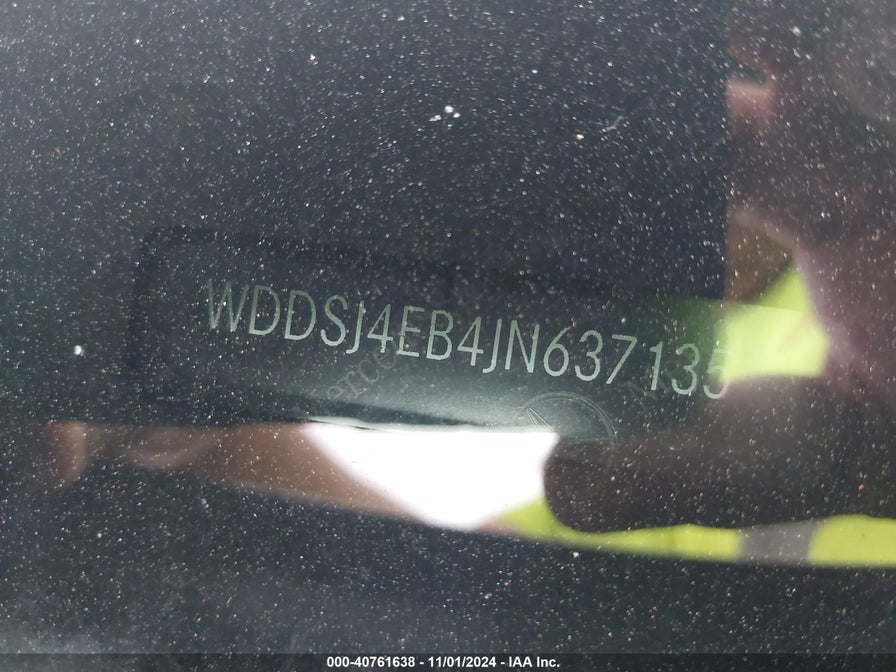 WDDSJ4EB4JN637135
000-40761638 - 11/01/2024 - IAA Inc.